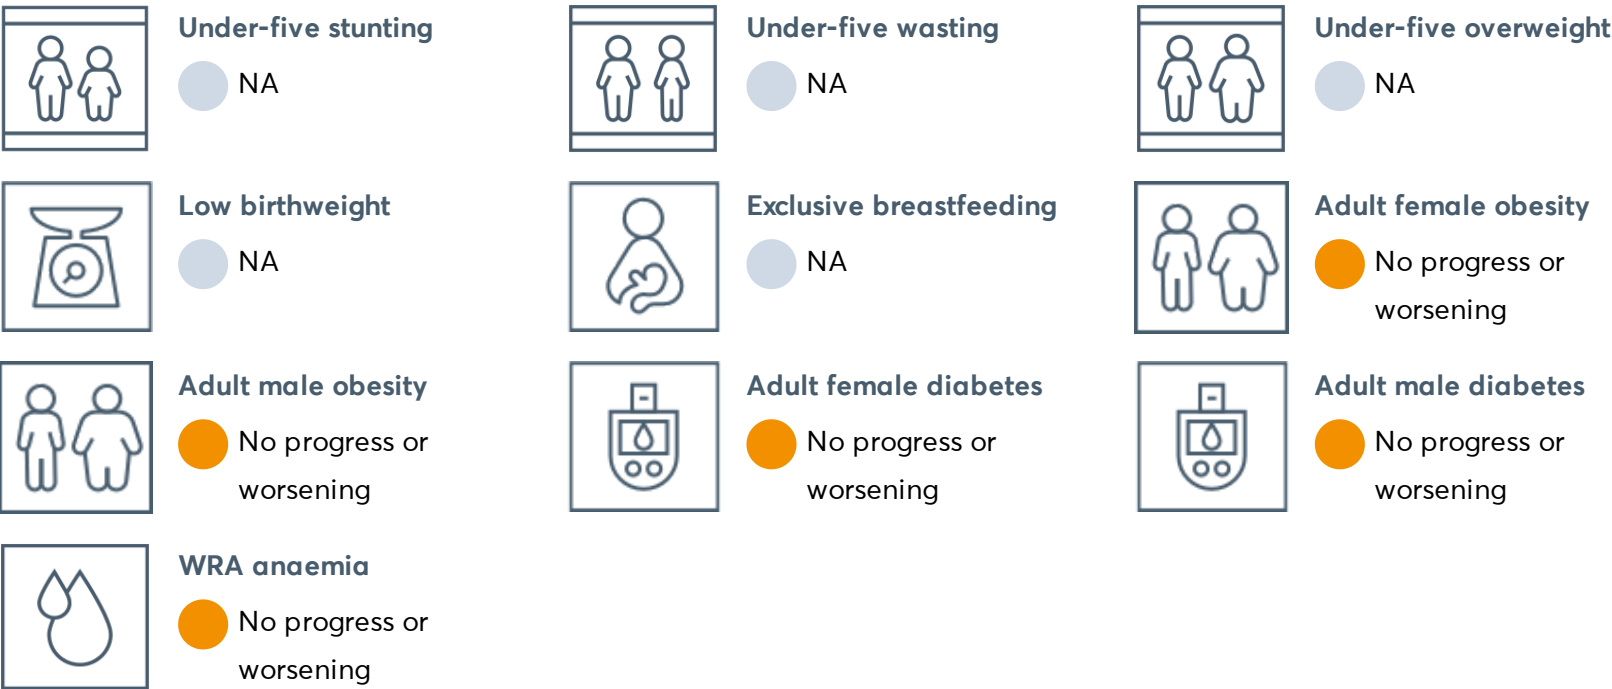 Under-five stunting
NA
Under-five wasting
NA
Under-five overweight
NA
Low birthweight
NA
Exclusive breastfeeding
NA
Adult female obesity
No progress or
worsening
Adult male obesity
No progress or
worsening
Adult female diabetes
No progress or
worsening
Adult male diabetes
No progress or
worsening
WRA anaemia
No progress or
worsening